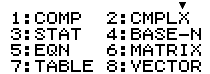 1:COMP 2:CMPLX
3:STAT 4:BASE-N
5:EQN 6:MATRIX
7:TABLE 8:VECTOR